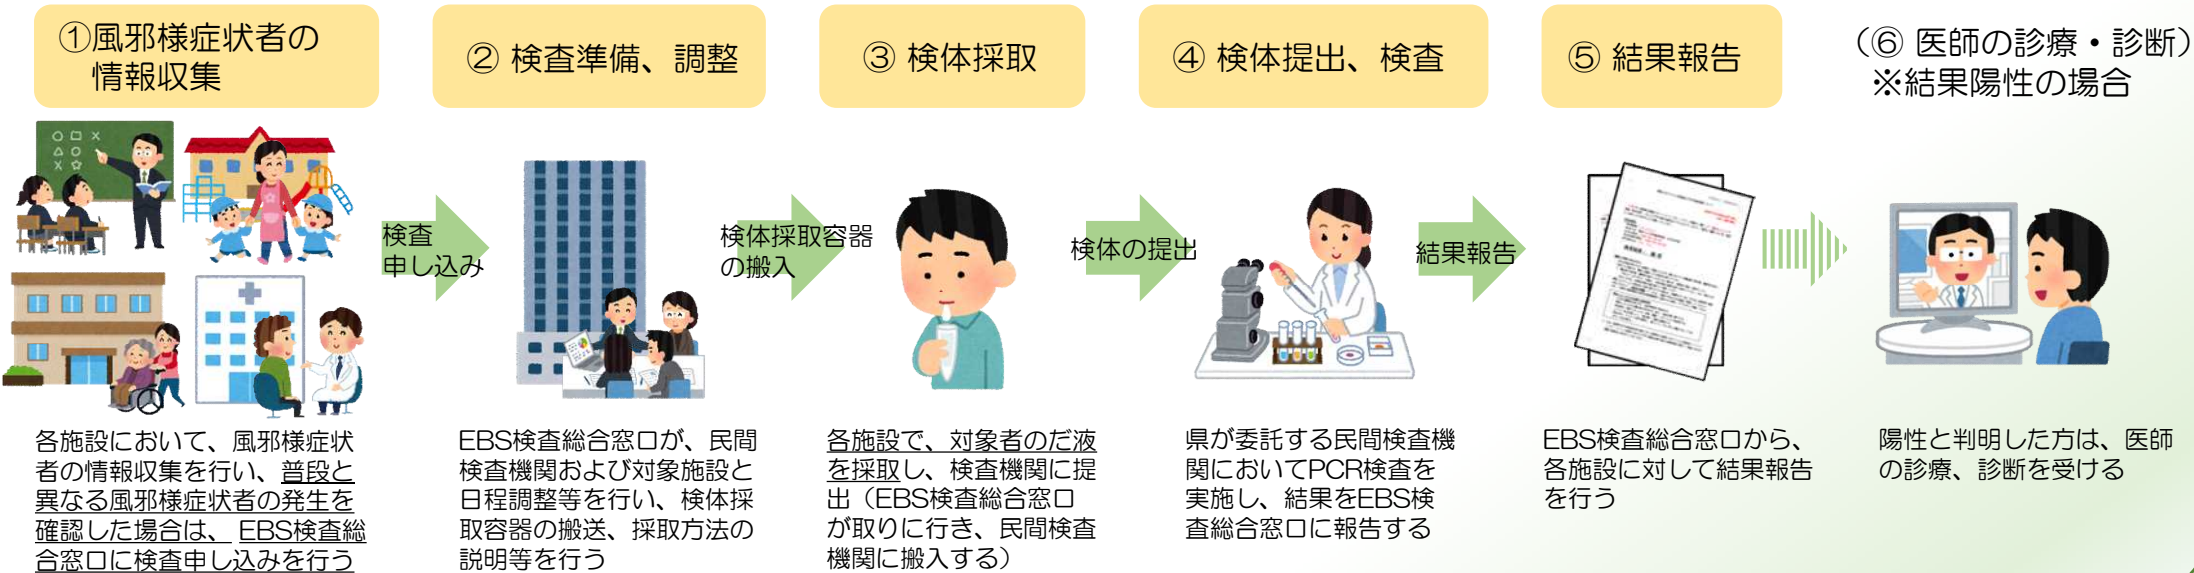 ①風邪様症状者の
情報収集
② 検査準備、調整
③ 検体採取
④ 検体提出、検査
⑤ 結果報告
（⑥ 医師の診療・診断）
※結果陽性の場合
検査
申し込み
検体採取容器
の搬入
検体の提出
結果報告
各施設において、風邪様症状
者の情報収集を行い、普段と
異なる風邪様症状者の発生を
確認した場合は、EBS検査総
合窓口に検査申し込みを行う
EBS検査総合窓口が、民間
検査機関および対象施設と
日程調整等を行い、検体採
取容器の搬送、採取方法の
説明等を行う
各施設で、対象者のだ液
を採取し、検査機関に提
出（EBS検査総合窓口
が取りに行き、民間検査
機関に搬入する）
県が委託する民間検査機
関においてPCR検査を
実施し、結果をEBS検
査総合窓口に報告する
EBS検査総合窓口から、
各施設に対して結果報告
を行う
陽性と判明した方は、医師
の診療、診断を受ける